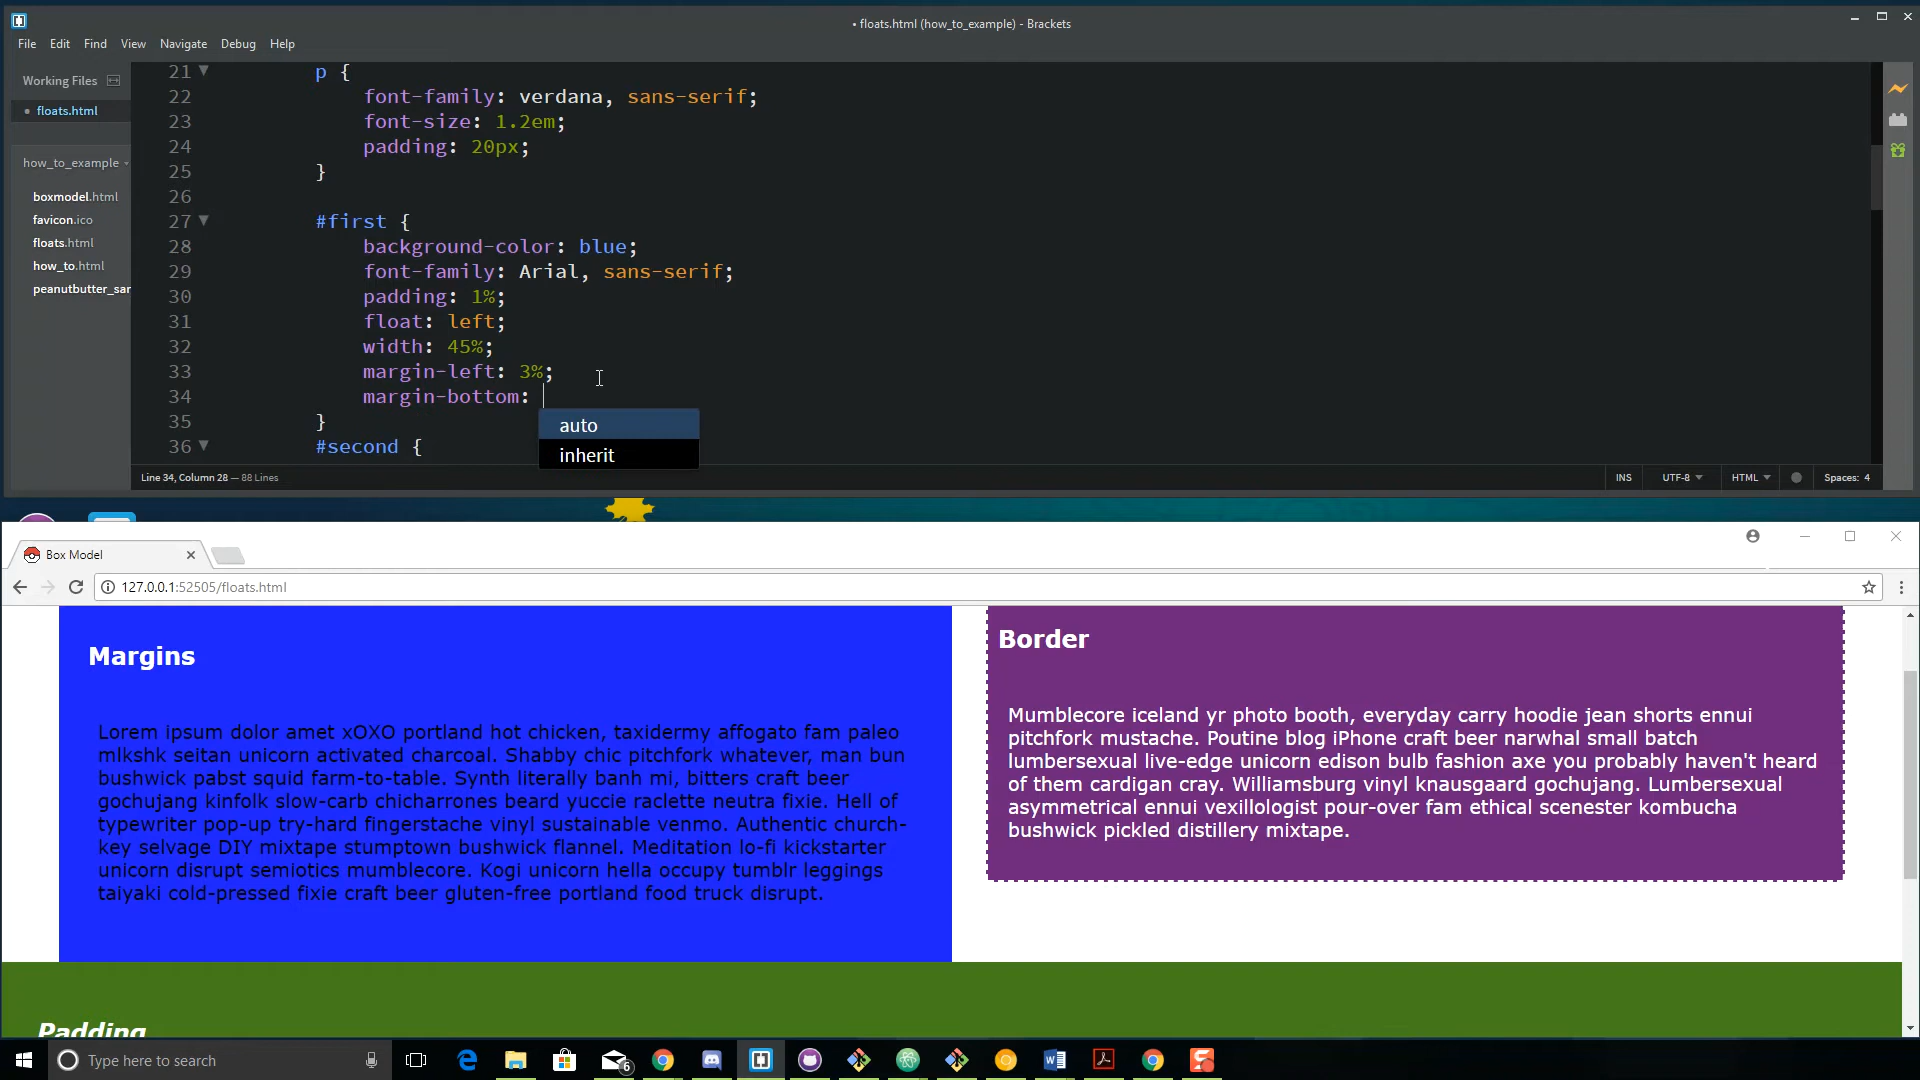 • floats.html (how_to_example) - Brackets
File Edit Find View Navigate Debug Help
Working Files
• floats.html
how_to_example
boxmodel.html
favicon.ico
floats.html
how_to.html
peanutbutter_sar
21 p {
22 font-family: verdana, sans-serif;
23 font-size: 1.2em;
24 padding: 20px;
25 }
26
27 #first {
28 background-color: blue;
29 font-family: Arial, sans-serif;
30 padding: 1%;
31 float: left;
32 width: 45%;
33 margin-left: 3%;
34 margin-bottom:
35 }
36 #second {
auto
inherit
Line 34, Column 28 — 88 Lines
INS UTF-8 HTML Spaces: 4
Box Model
127.0.0.1:52505/floats.html
Margins
Lorem ipsum dolor amet xOXO portland hot chicken, taxidermy affogato fam paleo
mlkshk seitan unicorn activated charcoal. Shabby chic pitchfork whatever, man bun
bushwick pabst squid farm-to-table. Synth literally banh mi, bitters craft beer
gochujang kinfolk slow-carb chicharrones beard yuccie raclette neutra fixie. Hell of
typewriter pop-up try-hard fingerstache vinyl sustainable venmo. Authentic church-
key selvage DIY mixtape stumptown bushwick flannel. Meditation lo-fi kickstarter
unicorn disrupt semiotics mumblecore. Kogi unicorn hella occupy tumblr leggings
taiyaki cold-pressed fixie craft beer gluten-free portland food truck disrupt.
Border
Mumblecore iceland yr photo booth, everyday carry hoodie jean shorts ennui
pitchfork mustache. Poutine blog iPhone craft beer narwhal small batch
lumbersexual live-edge unicorn edison bulb fashion axe you probably haven't heard
of them cardigan cray. Williamsburg vinyl knausgaard gochujang. Lumbersexual
asymmetrical ennui vexillologist pour-over fam ethical scenester kombucha
bushwick pickled distillery mixtape.
Padding
Type here to search
6